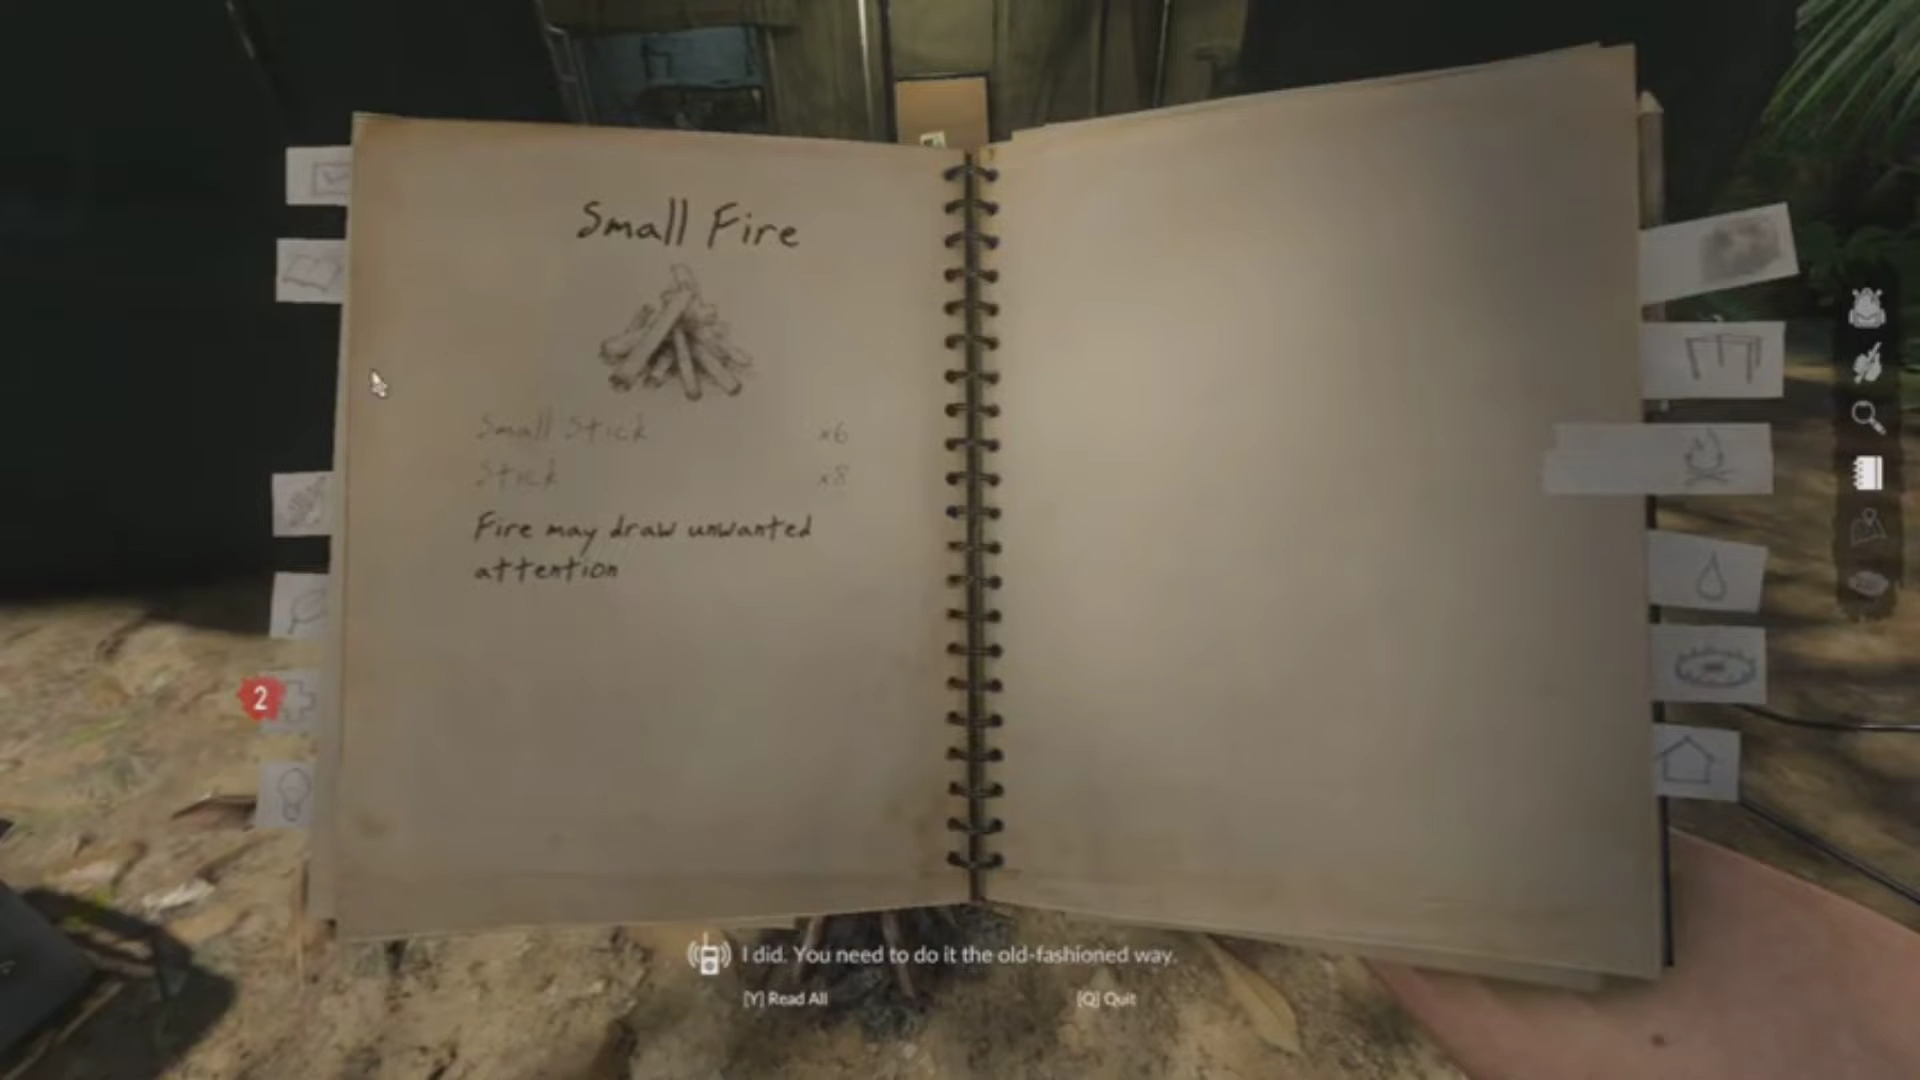 Small Fire
Small Stick x6
Stick x8
Fire may draw unwanted
attention
2
I did. You need to do it the old-fashioned way.
[Y] Read All [Q] Quit